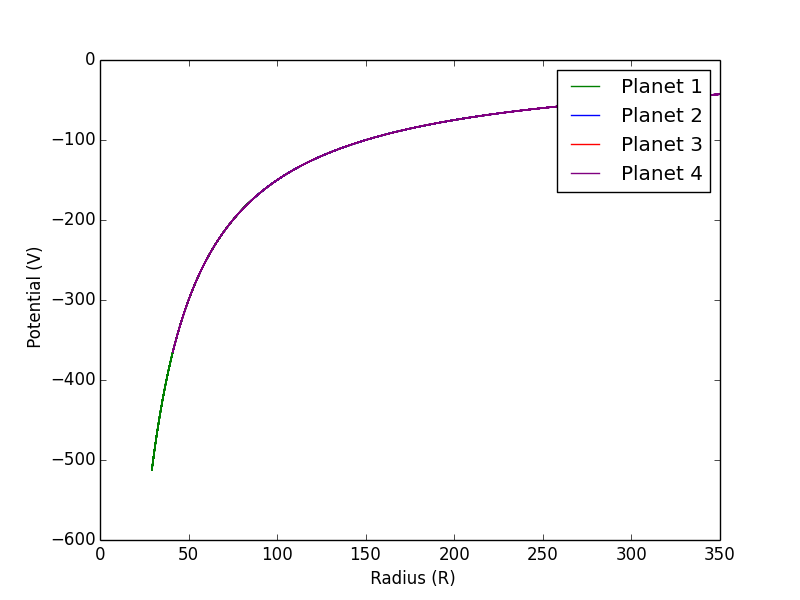 0
−100
−200
−300
−400
−500
−600
Potential (V)
Planet 1
Planet 2
Planet 3
Planet 4
0 50 100 150 200 250 300 350
Radius (R)